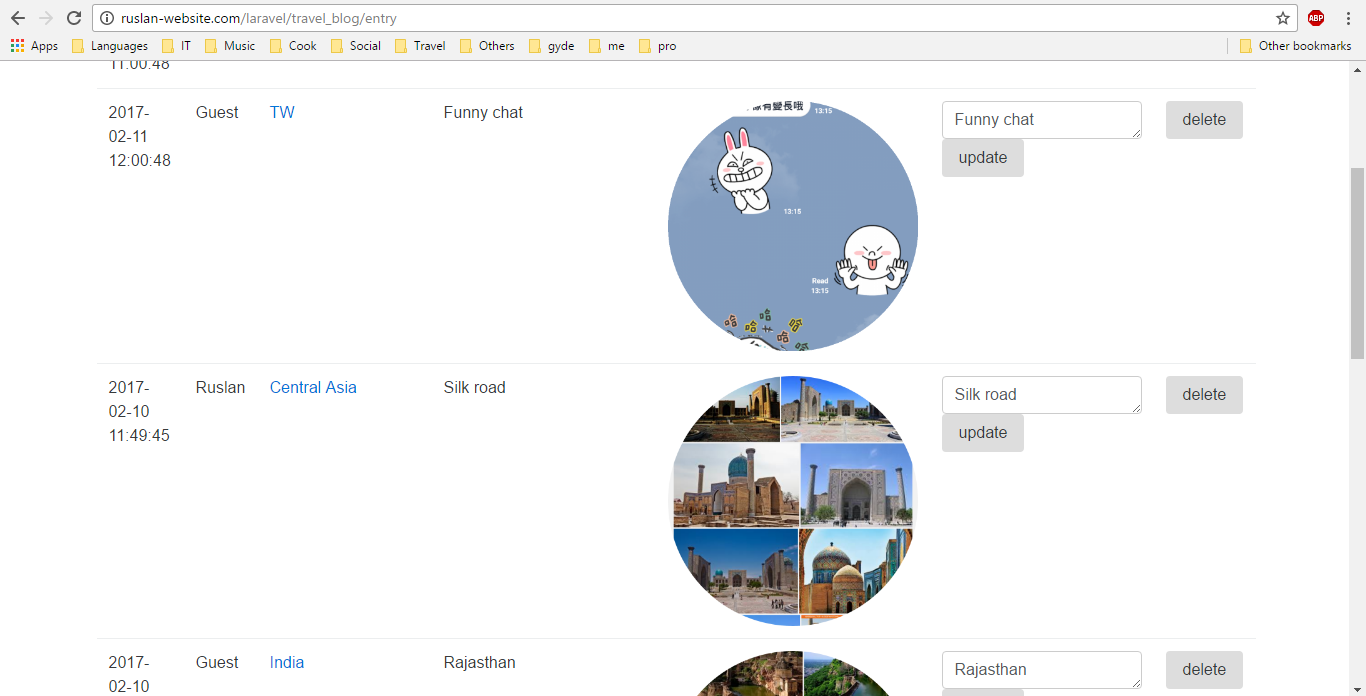 ruslan-website.com/laravel/travel_blog/entry
ABP
Apps Languages IT Music Cook Social Travel Others gyde me pro Other bookmarks
11:00:48
2017-
02-11
12:00:48
Guest
TW
Funny chat
有變長哦
13:15
13:15
Read
13:15
哈 哈 哈 哈 哈 哈
Funny chat
update
delete
2017-
02-10
11:49:45
Ruslan
Central Asia
Silk road
Silk road
update
delete
2017-
02-10
Guest
India
Rajasthan
Rajasthan
delete